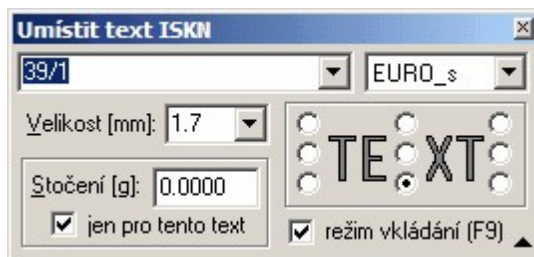 Umístit text ISKN
39/1 EURO_s
Velikost [mm]: 1.7
TEXT
Stočení [g]: 0.0000
jen pro tento text
režim vkládání (F9)